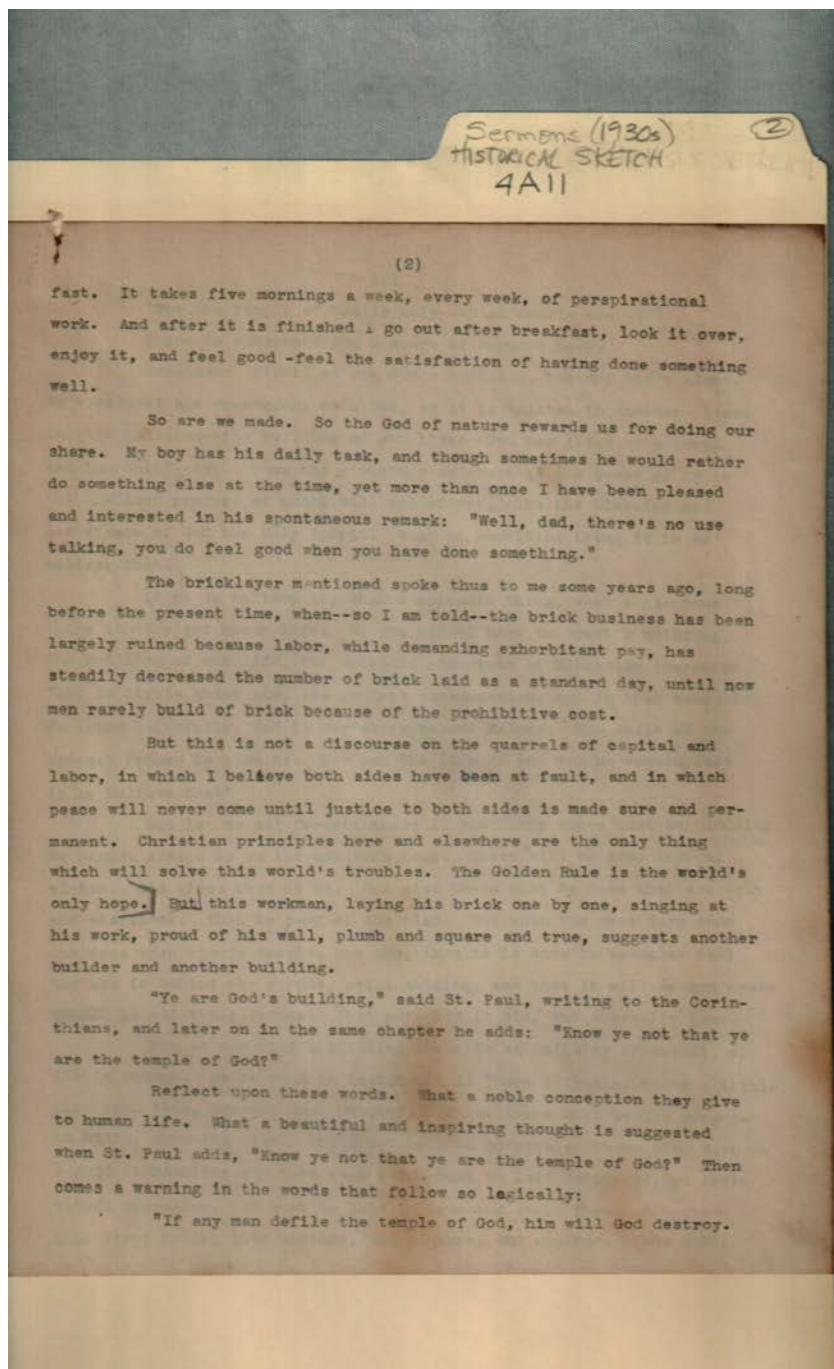 Sermons (1930s) ②
HISTORICAL SKETCH
4A11
(2)
fast. It takes five mornings a week, every week, of perspirational
work. And after it is finished i go out after breakfast, look it over,
enjoy it, and feel good -feel the satisfaction of having done something
well.
So are we made. So the God of nature rewards us for doing our
share. My boy has his daily task, and though sometimes he would rather
do something else at the time, yet more than once I have been pleased
and interested in his spontaneous remark: "Well, dad, there's no use
talking, you do feel good when you have done something."
The bricklayer mentioned spoke thus to me some years ago, long
before the present time, when--so I am told--the brick business has been
largely ruined because labor, while demanding exhorbitant pay, has
steadily decreased the number of brick laid as a standard day, until now
men rarely build of brick because of the prohibitive cost.
But this is not a discourse on the quarrels of capital and
labor, in which I believe both sides have been at fault, and in which
peace will never come until justice to both sides is made sure and per-
manent. Christian principles here and elsewhere are the only thing
which will solve this world's troubles. The Golden Rule is the world's
only hope.] But this workman, laying his brick one by one, singing at
his work, proud of his wall, plumb and square and true, suggests another
builder and another building.
"Ye are God's building," said St. Paul, writing to the Corin-
thians, and later on in the same chapter he adds: "Know ye not that ye
are the temple of God?"
Reflect upon these words. What a noble conception they give
to human life. What a beautiful and inspiring thought is suggested
when St. Paul adds, "Know ye not that ye are the temple of God?" Then
comes a warning in the words that follow so logically:
"If any man defile the temple of God, him will God destroy.